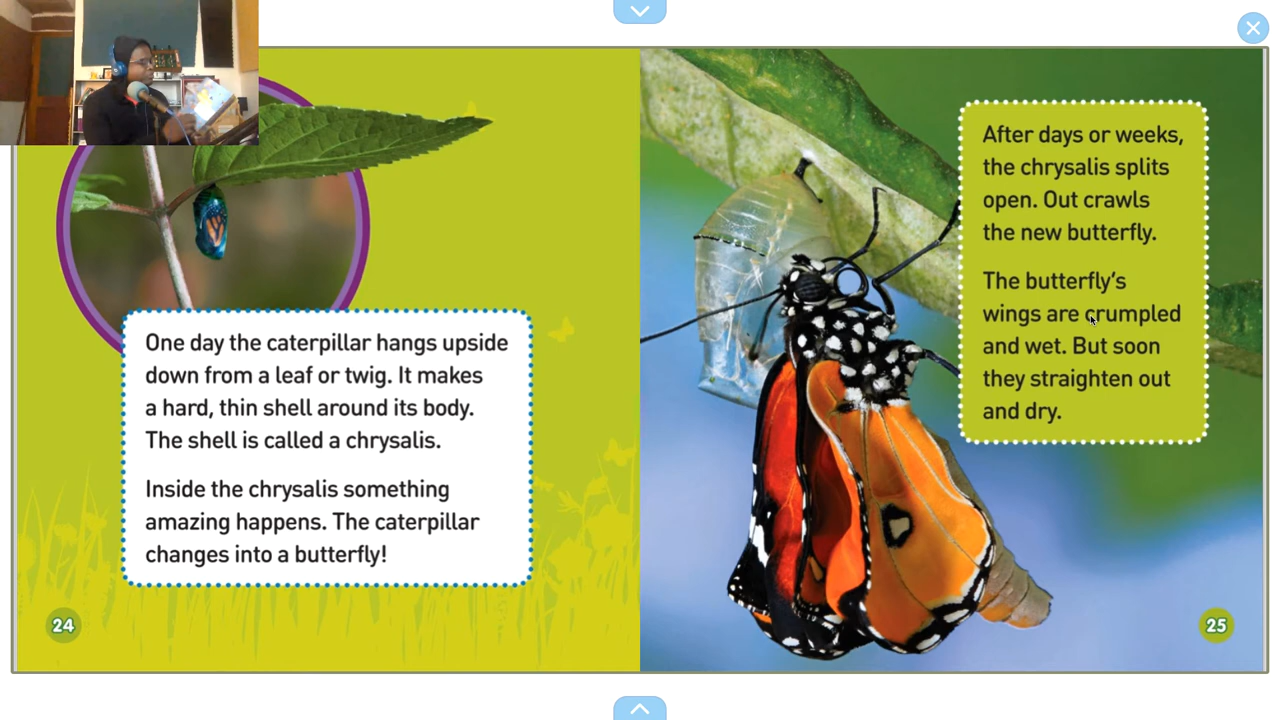 One day the caterpillar hangs upside
down from a leaf or twig. It makes
a hard, thin shell around its body.
The shell is called a chrysalis.
Inside the chrysalis something
amazing happens. The caterpillar
changes into a butterfly!
24
After days or weeks,
the chrysalis splits
open. Out crawls
the new butterfly.
The butterfly's
wings are crumpled
and wet. But soon
they straighten out
and dry.
25